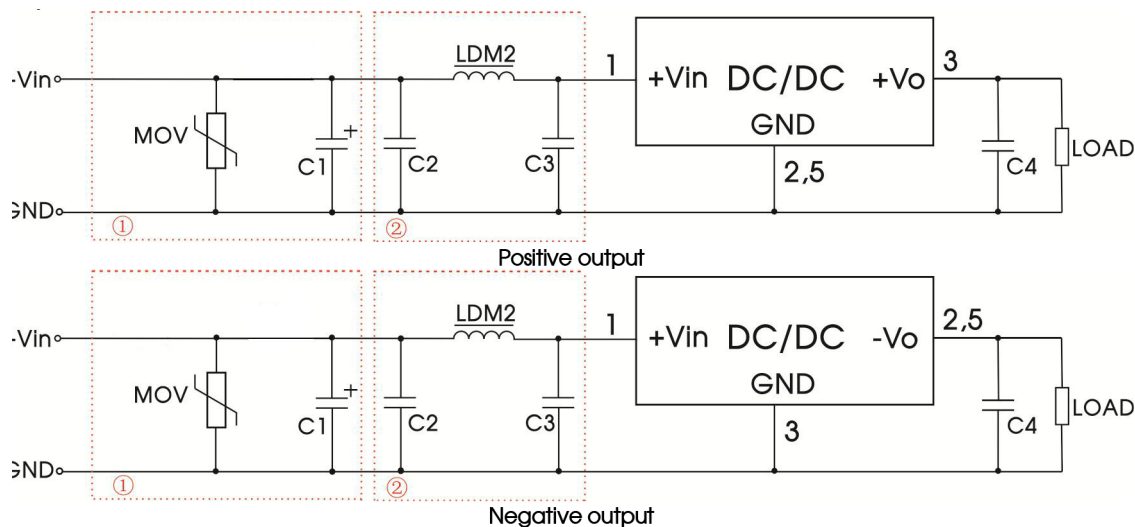 LDM2
1
3
-Vin
+Vin
DC/DC
+Vo
GND
MOV
+
C1
C2
C3
2,5
C4
LOAD
GND
①
②
Positive output
LDM2
1
2,5
-Vin
+Vin
DC/DC
-Vo
GND
MOV
+
C1
C2
C3
3
C4
LOAD
GND
①
②
Negative output